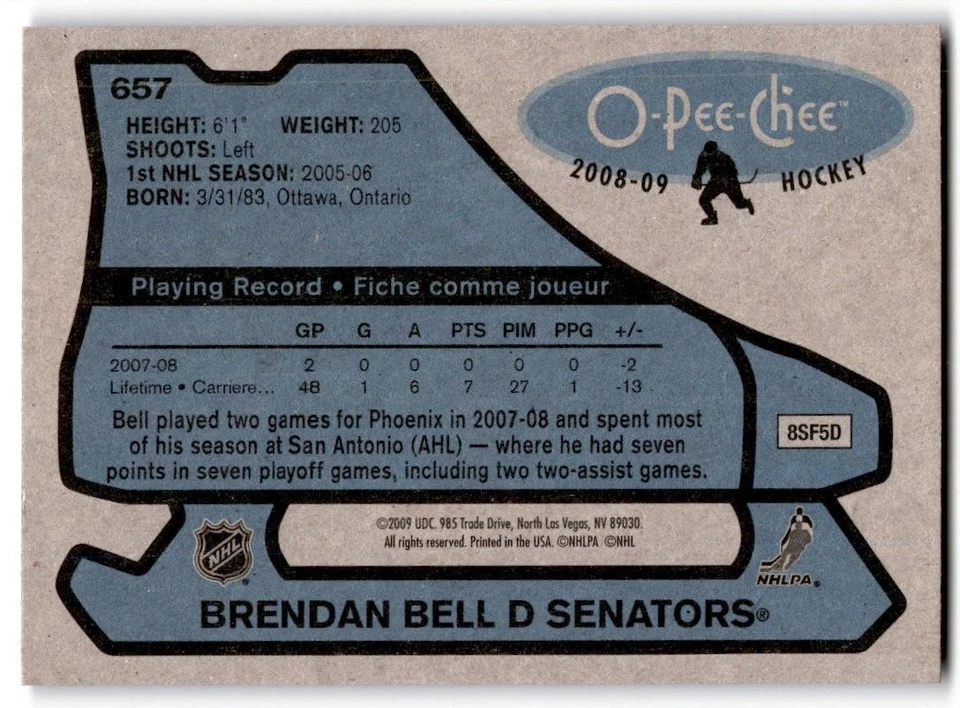 657
HEIGHT: 6'1" WEIGHT: 205
SHOOTS: Left
1st NHL SEASON: 2005-06
BORN: 3/31/83, Ottawa, Ontario
O-Pee-Chee™
2008-09 HOCKEY
Playing Record • Fiche comme joueur
GP G A PTS PIM PPG +/-
2007-08 2 0 0 0 0 0 -2
Lifetime • Carriere... 48 1 6 7 27 1 -13
Bell played two games for Phoenix in 2007-08 and spent most
of his season at San Antonio (AHL) — where he had seven
points in seven playoff games, including two two-assist games.
8SF5D
©2009 UDC. 985 Trade Drive, North Las Vegas, NV 89030.
All rights reserved. Printed in the USA. ©NHLPA ©NHL
NHL®
NHLPA®
BRENDAN BELL D SENATORS®